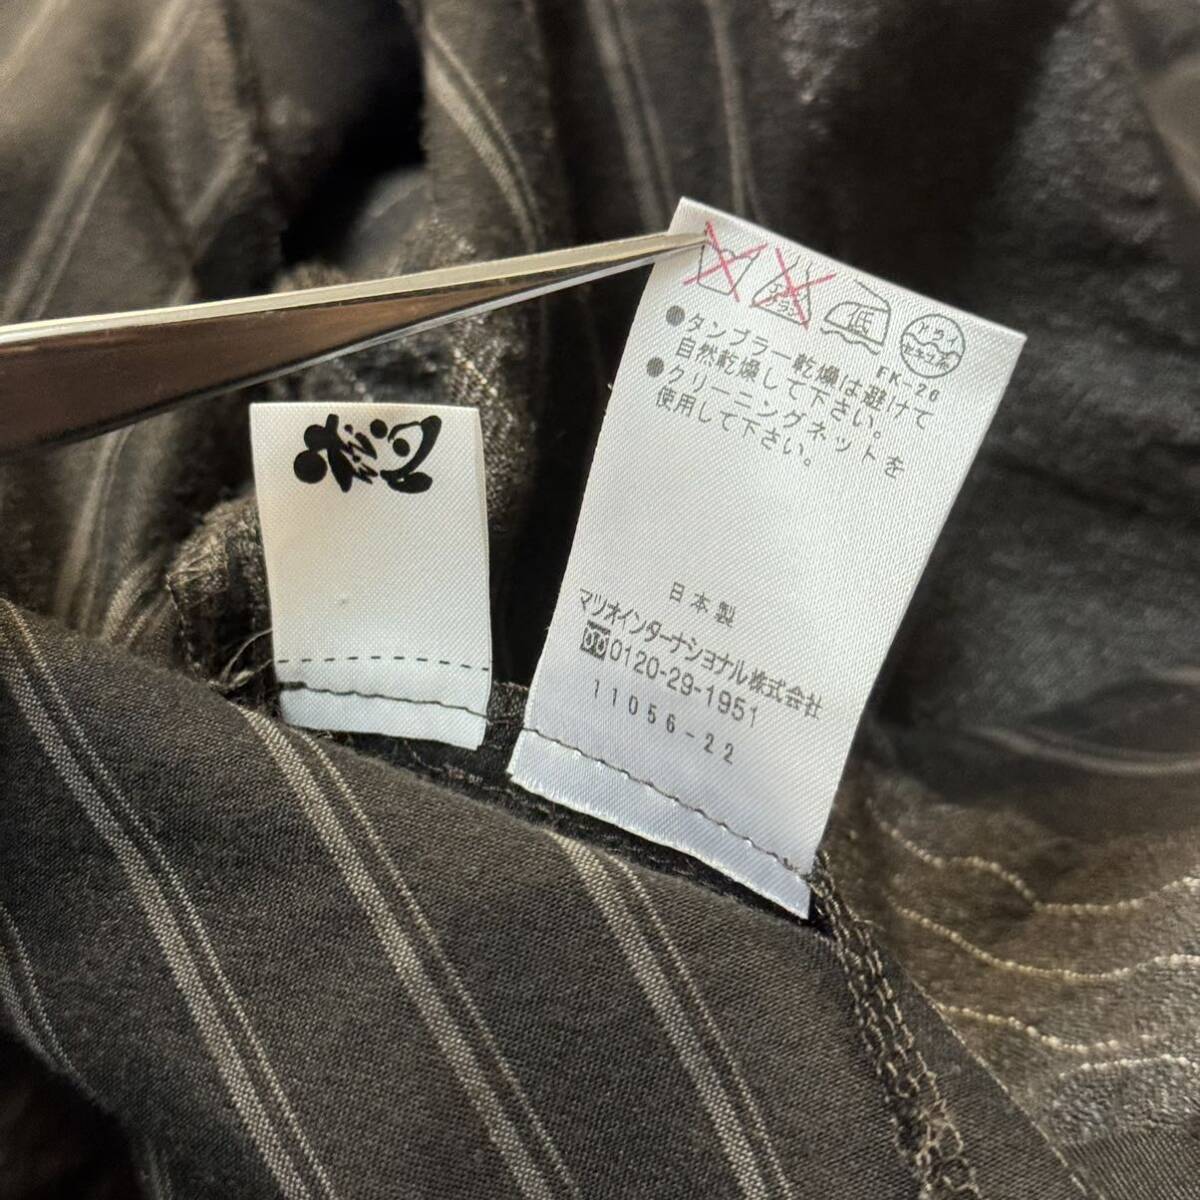 低
ドライ
セキユ系
FK-26
●タンブラー乾燥は避けて
自然乾燥して下さい。
●クリーニングネットを
使用して下さい。
日本製
マツオインターナショナル株式会社
0120-29-1951
11056-22